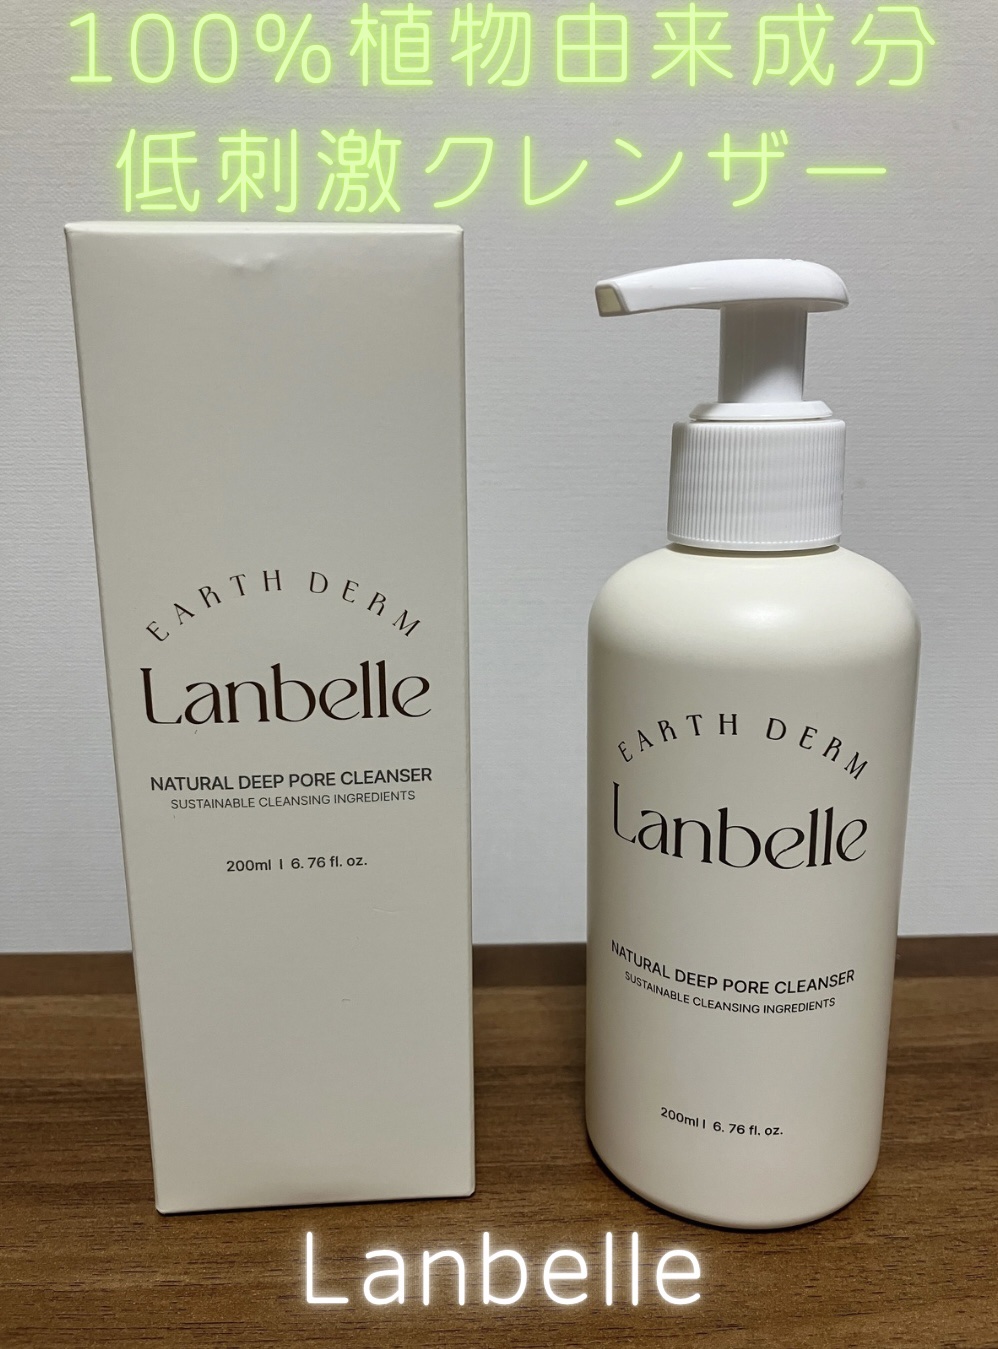 100%植物由来成分
低刺激クレンザー
EARTH DERM
Lanbelle
NATURAL DEEP PORE CLEANSER
SUSTAINABLE CLEANSING INGREDIENTS
200ml I 6. 76 fl. oz.
EARTH DERM
Lanbelle
NATURAL DEEP PORE CLEANSER
SUSTAINABLE CLEANSING INGREDIENTS
200ml I 6. 76 fl. oz.
Lanbelle